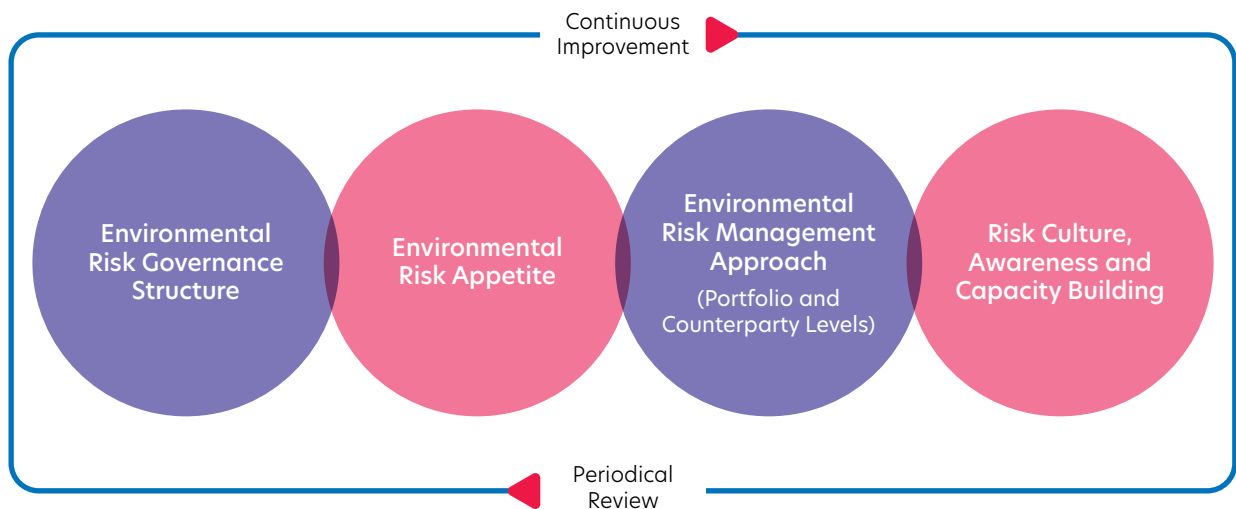 Continuous
Improvement
Environmental
Risk Governance
Structure
Environmental
Risk Appetite
Environmental
Risk Management
Approach
(Portfolio and
Counterparty Levels)
Risk Culture,
Awareness and
Capacity Building
Periodical
Review